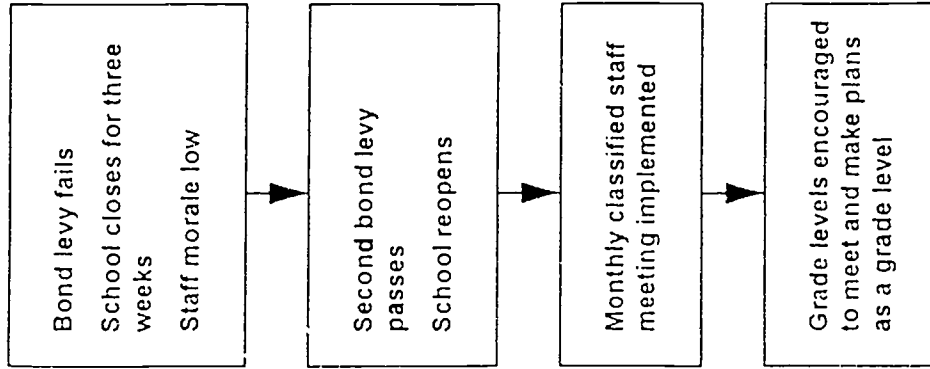 Bond levy fails
School closes for three
weeks
Staff morale low
Second bond levy
passes
School reopens
Monthly classified staff
meeting implemented
Grade levels encouraged
to meet and make plans
as a grade level